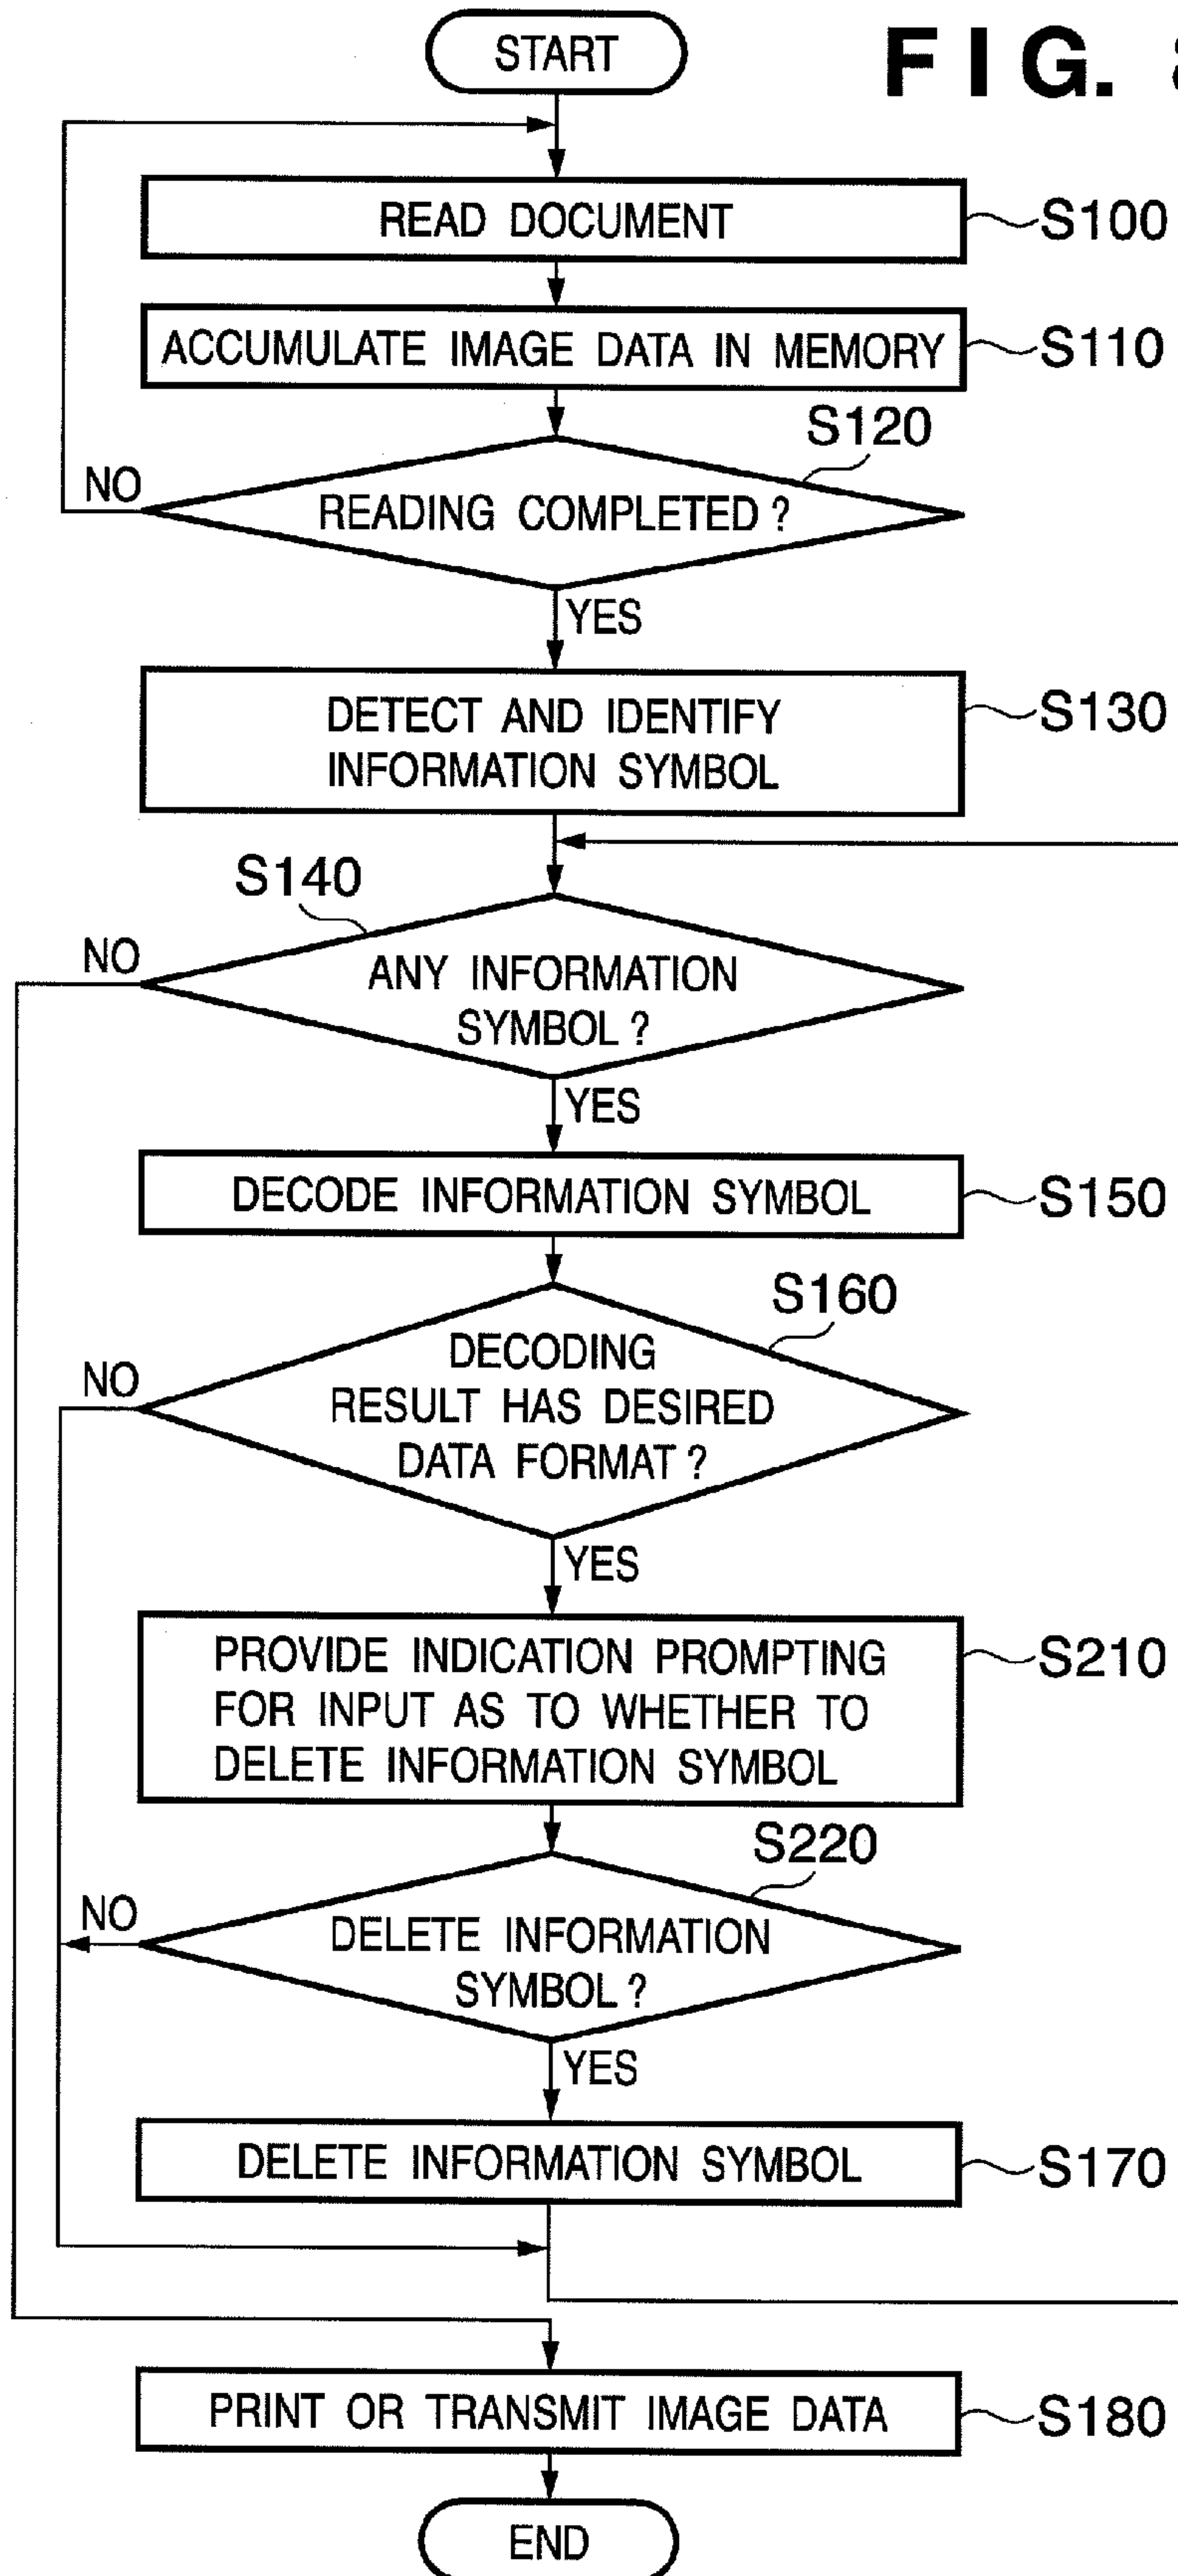 START
FIG.
READ DOCUMENT
S100
ACCUMULATE IMAGE DATA IN MEMORY
S110
S120
NO
READING COMPLETED ?
YES
DETECT AND IDENTIFY
INFORMATION SYMBOL
S130
S140
NO
ANY INFORMATION
SYMBOL ?
YES
DECODE INFORMATION SYMBOL
S150
S160
NO
DECODING
RESULT HAS DESIRED
DATA FORMAT ?
YES
PROVIDE INDICATION PROMPTING
FOR INPUT AS TO WHETHER TO
DELETE INFORMATION SYMBOL
S210
S220
NO
DELETE INFORMATION
SYMBOL ?
YES
DELETE INFORMATION SYMBOL
S170
PRINT OR TRANSMIT IMAGE DATA
S180
END